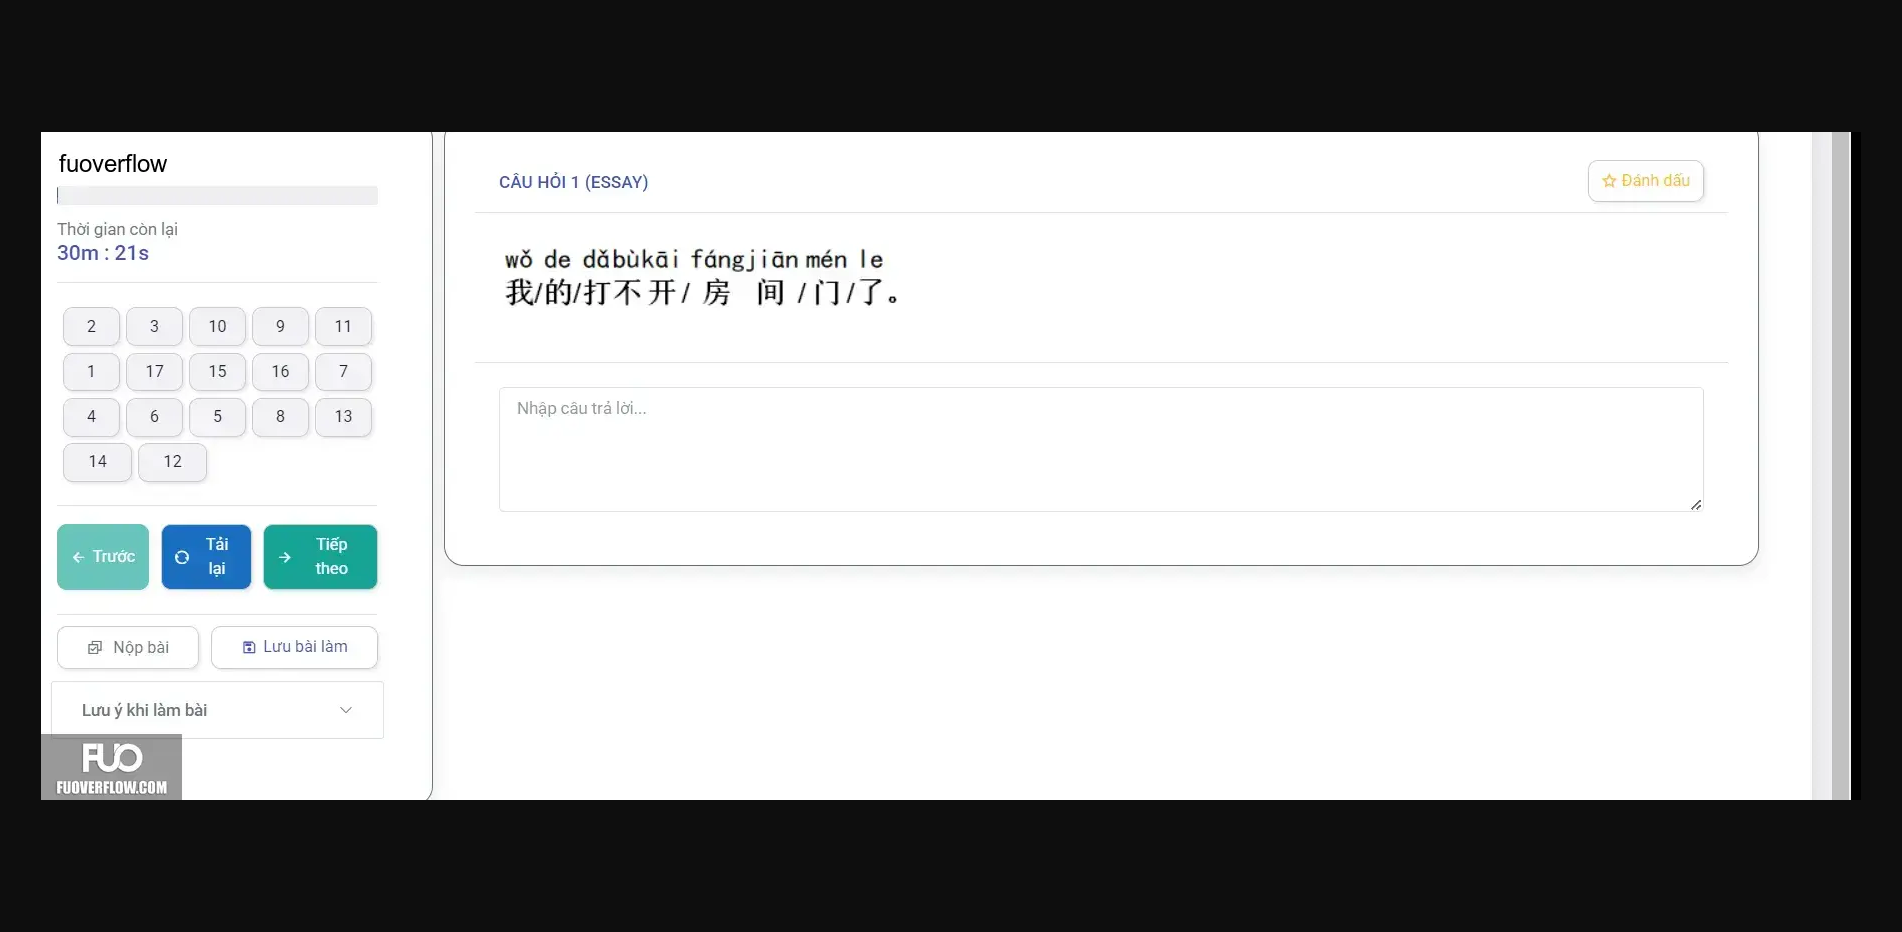 fuoverflow
Thời gian còn lại
30m : 21s
2 3 10 9 11
1 17 15 16 7
4 6 5 8 13
14 12
Trước
Tải lại
Tiếp theo
Nộp bài
Lưu bài làm
Lưu ý khi làm bài
FUO
FUOVERFLOW.COM
CÂU HỎI 1 (ESSAY)
Đánh dấu
wǒ de dǎbùkāi fángjiān mén le
我/的/打不开/房间/门/了。
Nhập câu trả lời...